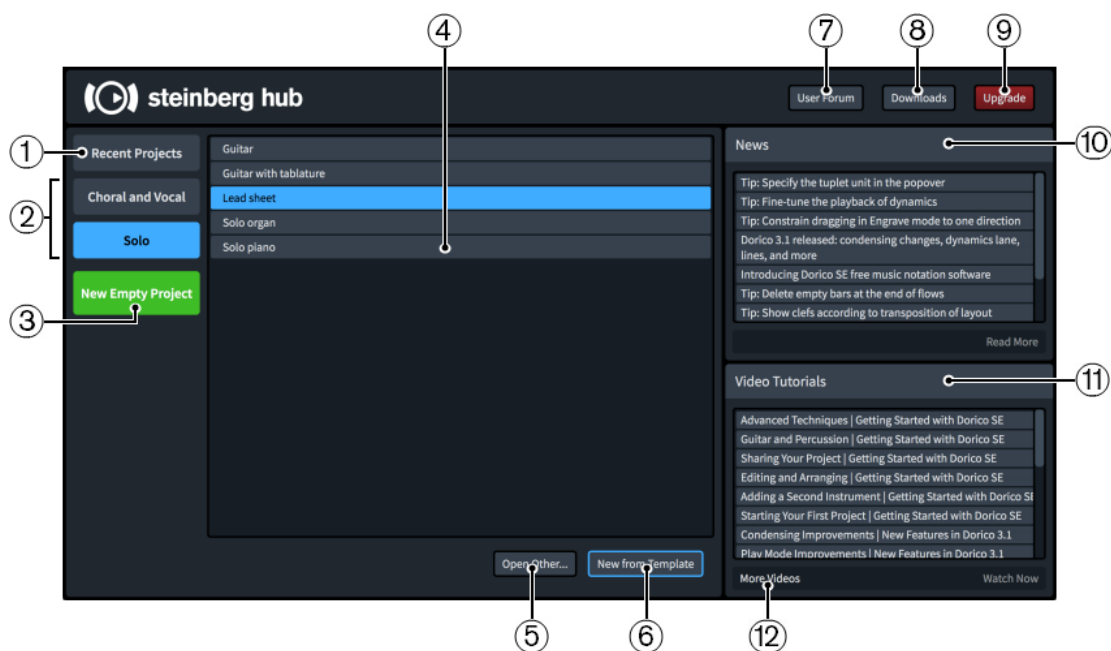 ④
⑦
⑧
⑨
steinberg hub
User Forum
Downloads
Upgrade
①
Recent Projects
②
Choral and Vocal
Solo
③
New Empty Project
Guitar
Guitar with tablature
Lead sheet
Solo organ
Solo piano
Open Other...
New from Template
⑤
⑥
News
⑩
Tip: Specify the tuplet unit in the popover
Tip: Fine-tune the playback of dynamics
Tip: Constrain dragging in Engrave mode to one direction
Dorico 3.1 released: condensing changes, dynamics lane,
lines, and more
Introducing Dorico SE free music notation software
Tip: Delete empty bars at the end of flows
Tip: Show clefs according to transposition of layout
Read More
Video Tutorials
⑪
Advanced Techniques | Getting Started with Dorico SE
Guitar and Percussion | Getting Started with Dorico SE
Sharing Your Project | Getting Started with Dorico SE
Editing and Arranging | Getting Started with Dorico SE
Adding a Second Instrument | Getting Started with Dorico SE
Starting Your First Project | Getting Started with Dorico SE
Condensing Improvements | New Features in Dorico 3.1
Play Mode Improvements | New Features in Dorico 3.1
More Videos
Watch Now
⑫